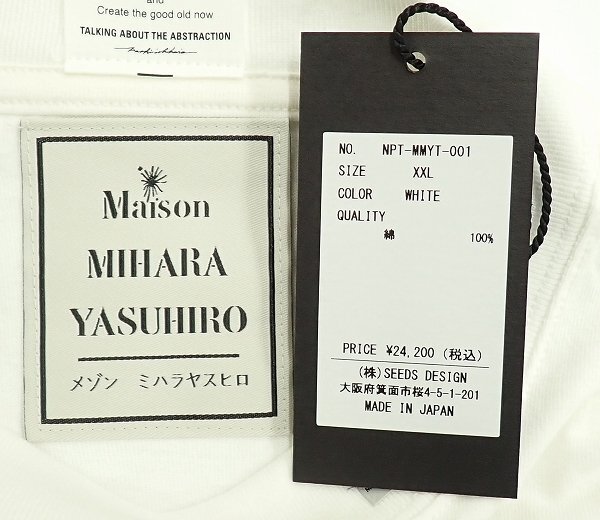 and
Create the good old now
TALKING ABOUT THE ABSTRACTION
Maison
MIHARA
YASUHIRO
メゾン ミハラヤスヒロ
NO. NPT-MMYT-001
SIZE XXL
COLOR WHITE
QUALITY
綿 100%
PRICE ¥24,200 (税込)
(株)SEEDS DESIGN
大阪府箕面市桜4-5-1-201
MADE IN JAPAN